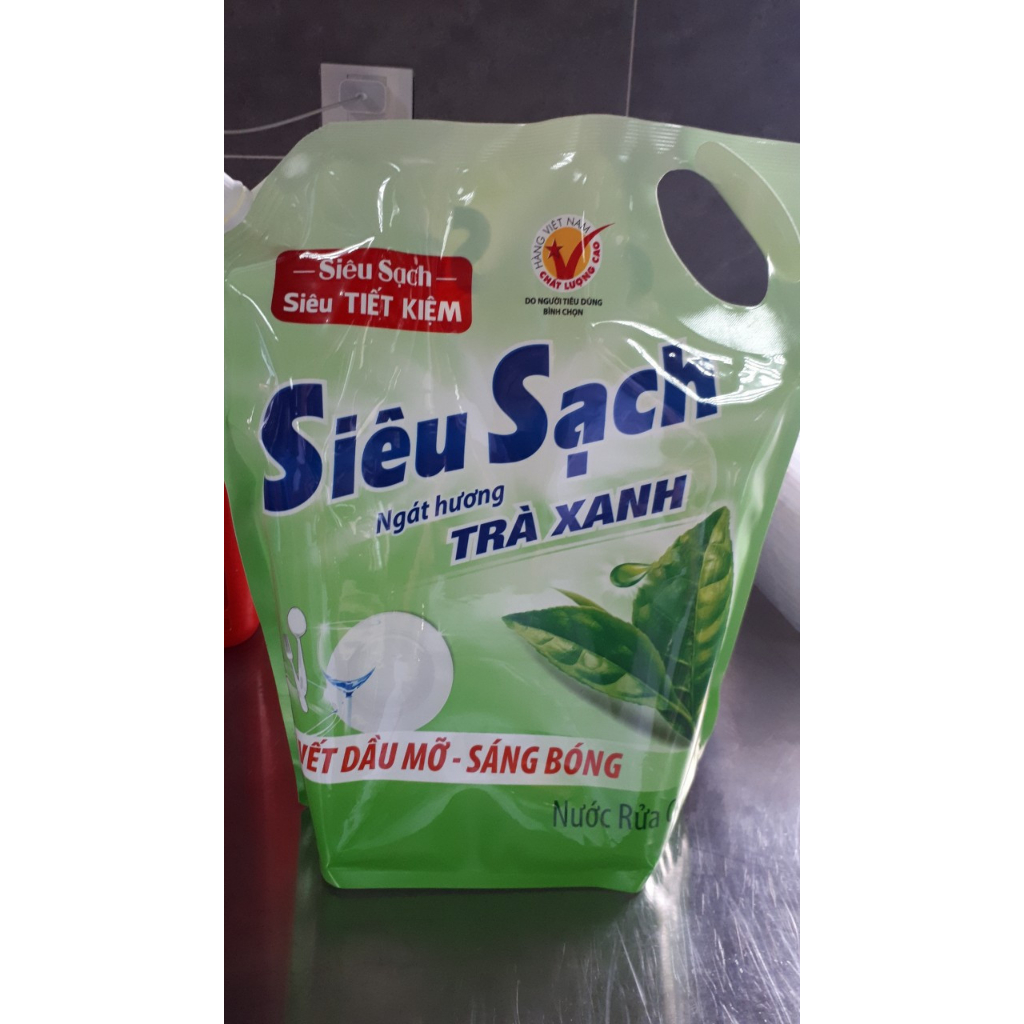 HÀNG VIỆT NAM
CHẤT LƯỢNG CAO
DO NGƯỜI TIÊU DÙNG
BÌNH CHỌN
Siêu Sạch
Siêu TIẾT KIỆM
Siêu Sạch
Ngát hương
TRÀ XANH
VẾT DẦU MỠ - SÁNG BÓNG
Nước Rửa